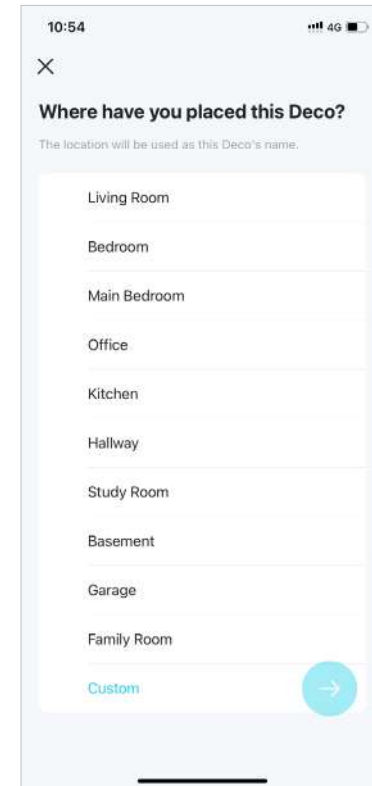 10:54
4G
Where have you placed this Deco?
The location will be used as this Deco's name.
Living Room
Bedroom
Main Bedroom
Office
Kitchen
Hallway
Study Room
Basement
Garage
Family Room
Custom